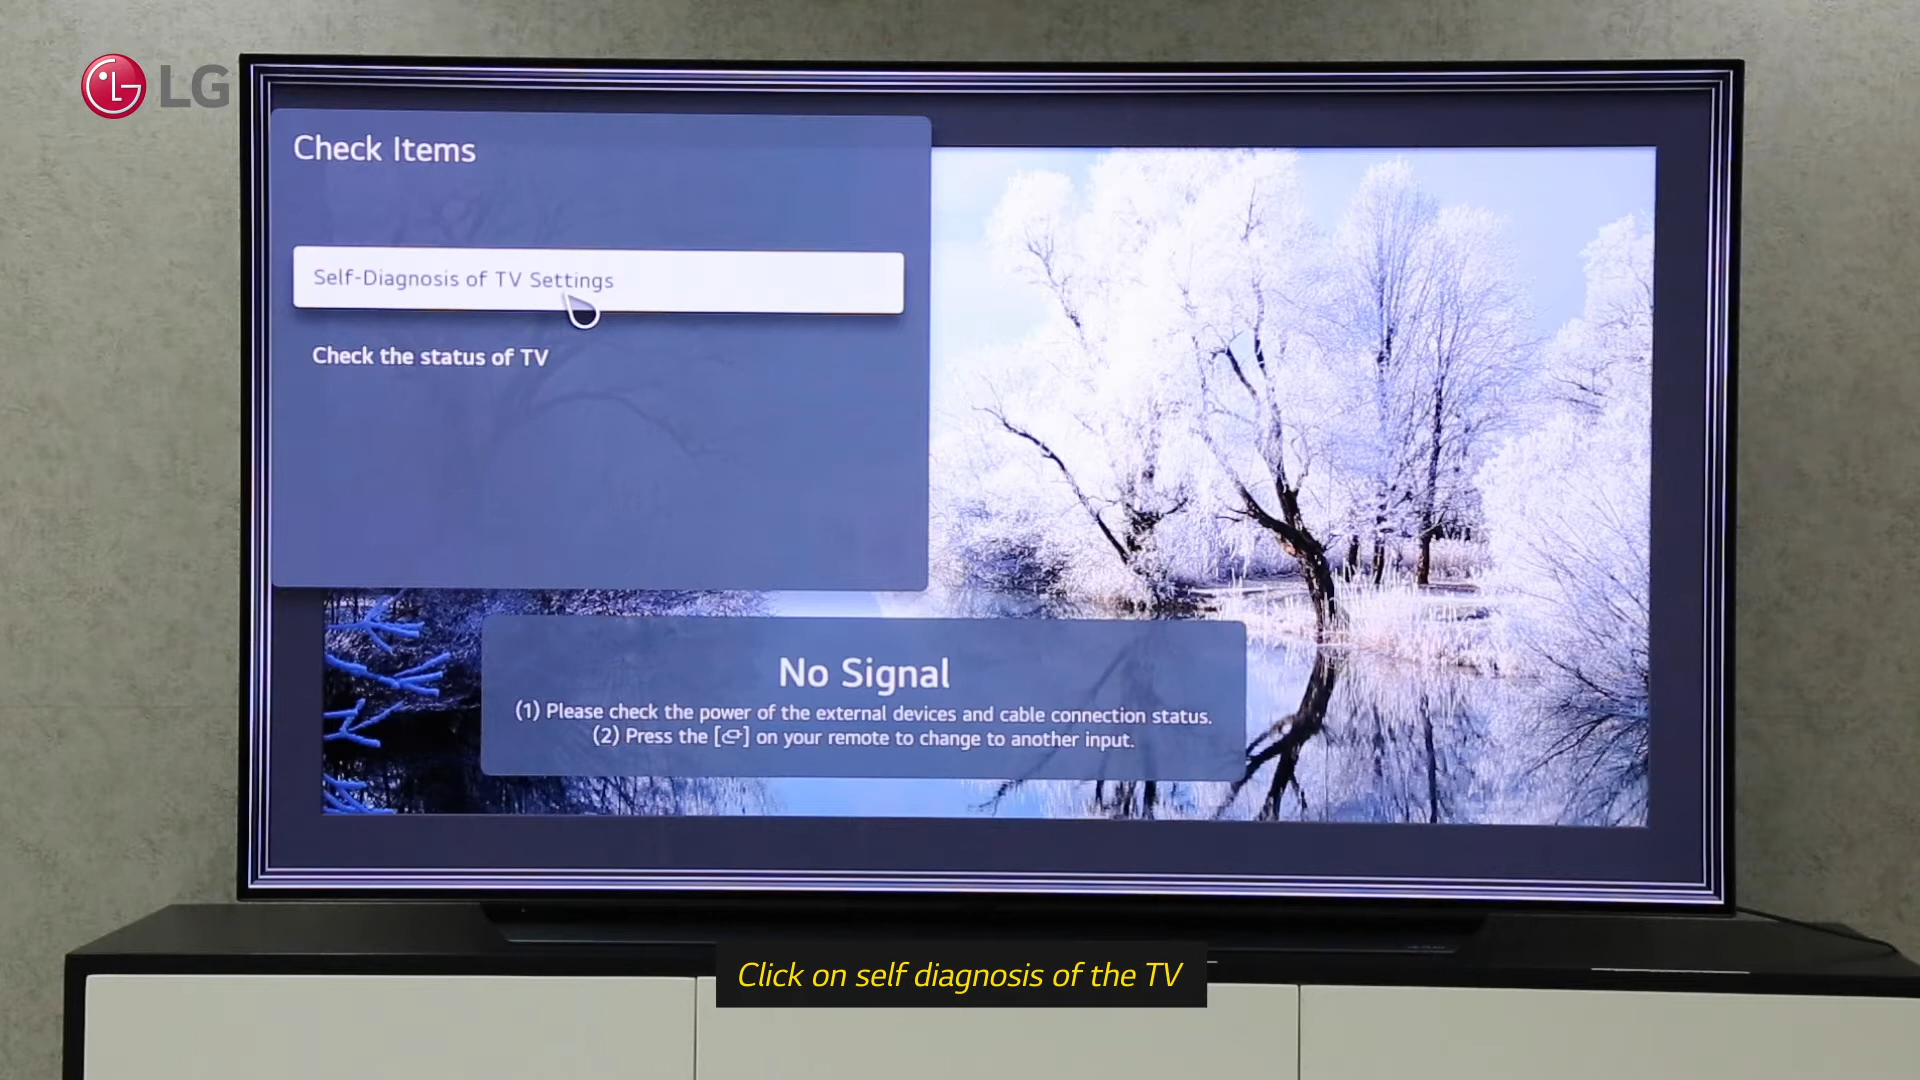 LG
Check Items
Self-Diagnosis of TV Settings
Check the status of TV
No Signal
(1) Please check the power of the external devices and cable connection status.
(2) Press the [⮔] on your remote to change to another input.
Click on self diagnosis of the TV